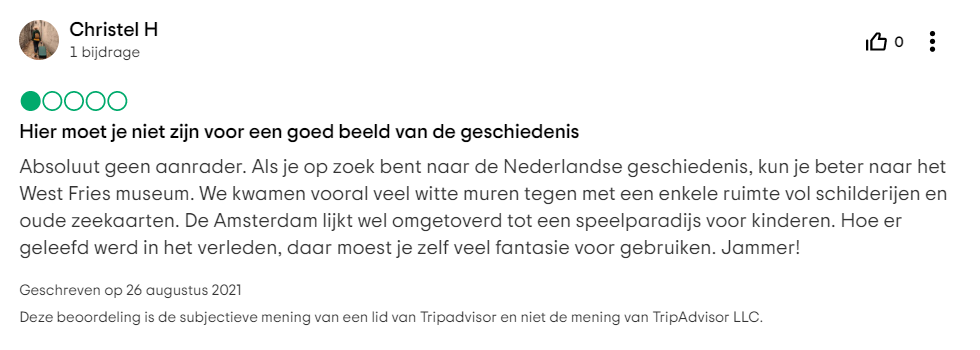 Christel H
1 bijdrage
0
Hier moet je niet zijn voor een goed beeld van de geschiedenis
Absoluut geen aanrader. Als je op zoek bent naar de Nederlandse geschiedenis, kun je beter naar het
West Fries museum. We kwamen vooral veel witte muren tegen met een enkele ruimte vol schilderijen en
oude zeekaarten. De Amsterdam lijkt wel omgetoverd tot een speelparadijs voor kinderen. Hoe er
geleefd werd in het verleden, daar moest je zelf veel fantasie voor gebruiken. Jammer!
Geschreven op 26 augustus 2021
Deze beoordeling is de subjectieve mening van een lid van Tripadvisor en niet de mening van TripAdvisor LLC.